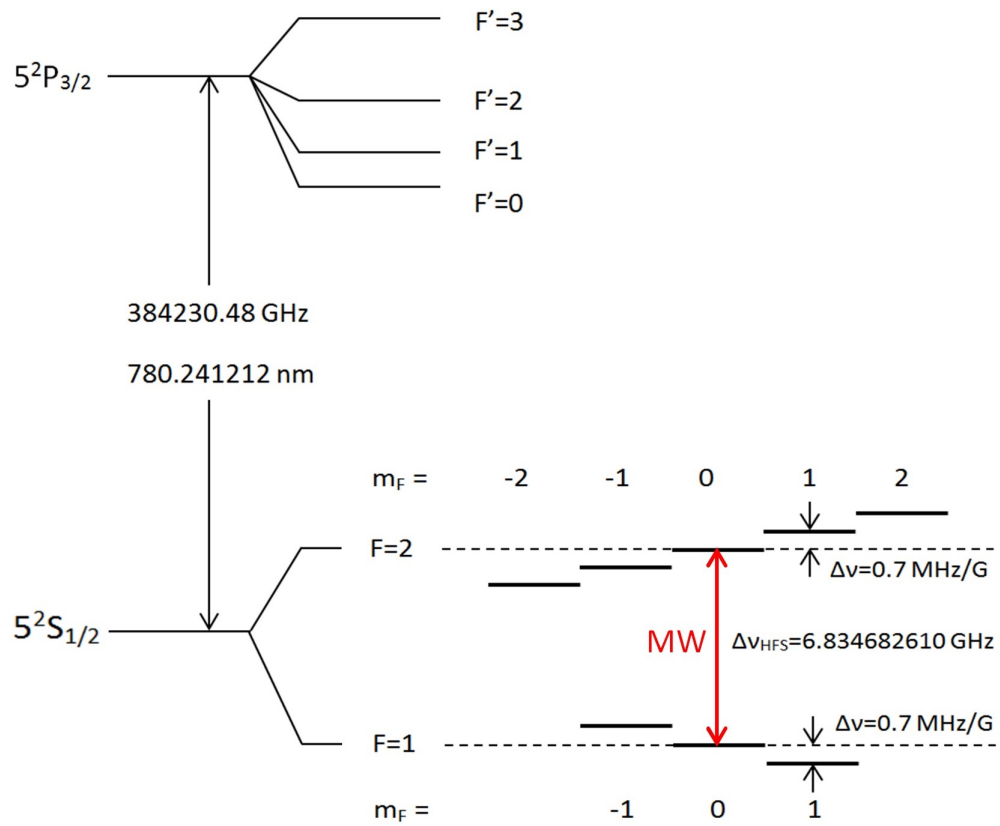 F'=3
5²P₃/₂
F'=2
F'=1
F'=0
384230.48 GHz
780.241212 nm
m_F = -2 -1 0 1 2
F=2
Δν=0.7 MHz/G
5²S₁/₂
MW Δν_HFS=6.834682610 GHz
Δν=0.7 MHz/G
F=1
m_F = -1 0 1